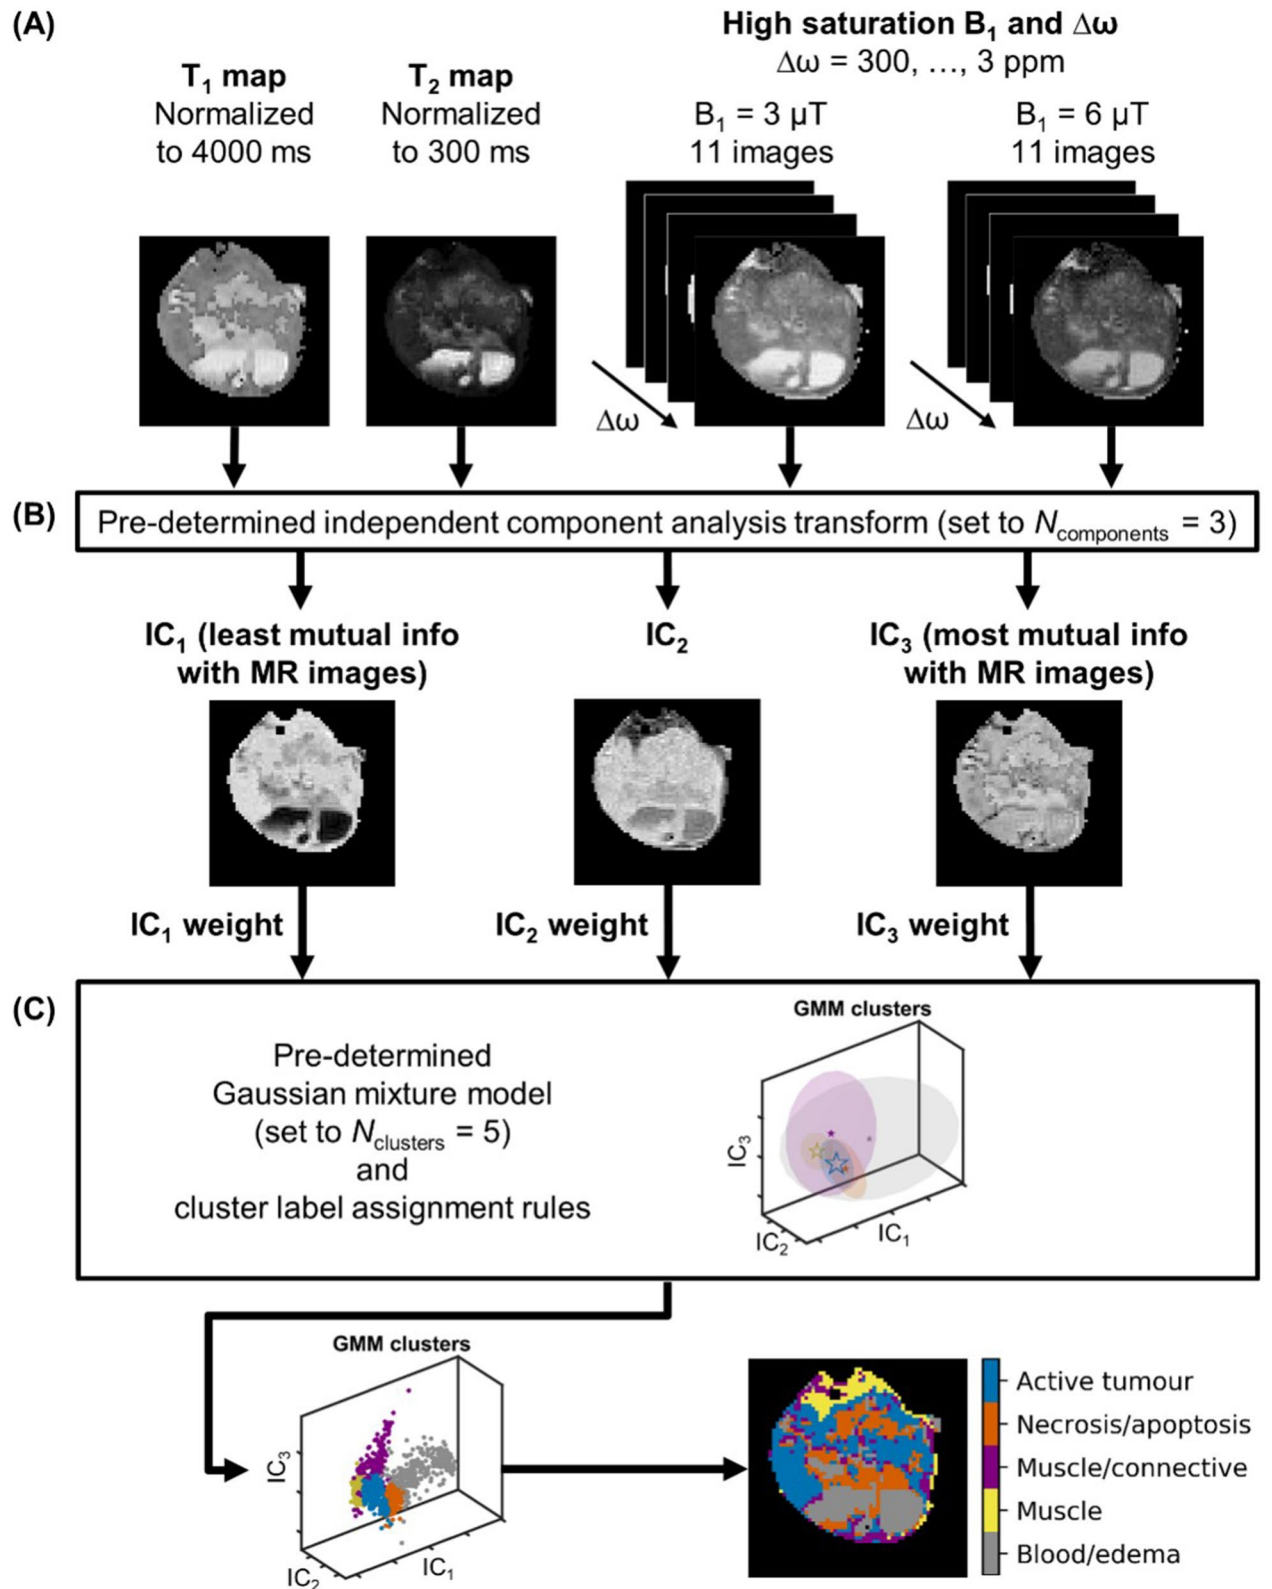 (A)
High saturation B₁ and Δω
Δω = 300, …, 3 ppm
T₁ map
Normalized
to 4000 ms
T₂ map
Normalized
to 300 ms
B₁ = 3 µT
11 images
B₁ = 6 µT
11 images
Δω
Δω
(B)
Pre-determined independent component analysis transform (set to Ncomponents = 3)
IC₁ (least mutual info
with MR images)
IC₂
IC₃ (most mutual info
with MR images)
IC₁ weight
IC₂ weight
IC₃ weight
(C)
Pre-determined
Gaussian mixture model
(set to Nclusters = 5)
and
cluster label assignment rules
GMM clusters
IC₃
IC₂
IC₁
GMM clusters
IC₃
IC₂
IC₁
Active tumour
Necrosis/apoptosis
Muscle/connective
Muscle
Blood/edema